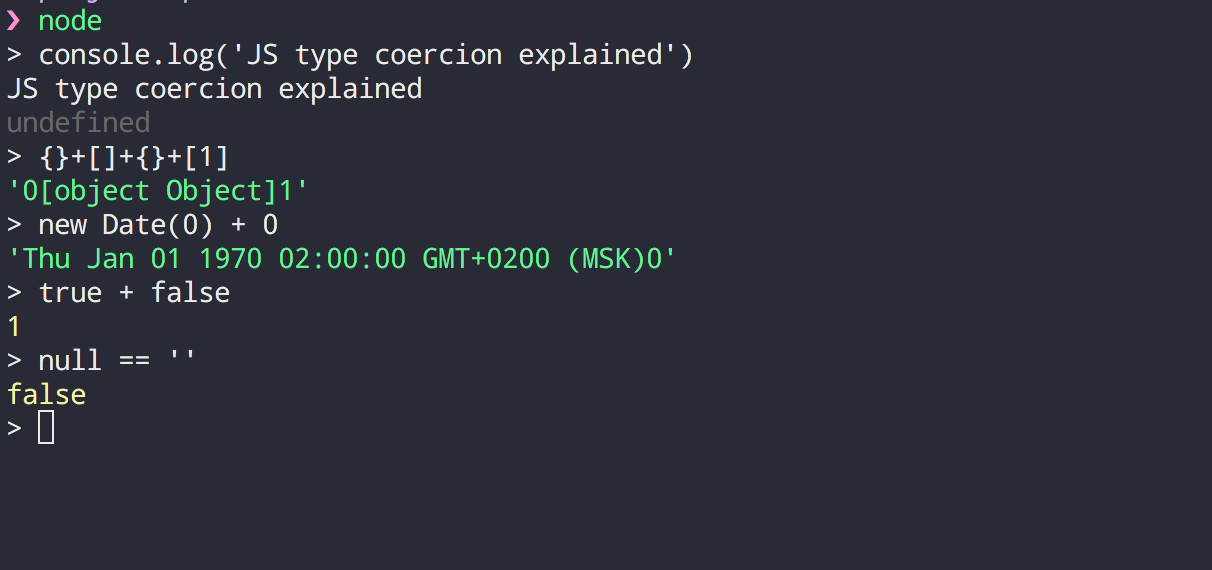 ❯ node
> console.log('JS type coercion explained')
JS type coercion explained
undefined
> {}+[]+{}+[1]
'0[object Object]1'
> new Date(0) + 0
'Thu Jan 01 1970 02:00:00 GMT+0200 (MSK)0'
> true + false
1
> null == ''
false
>